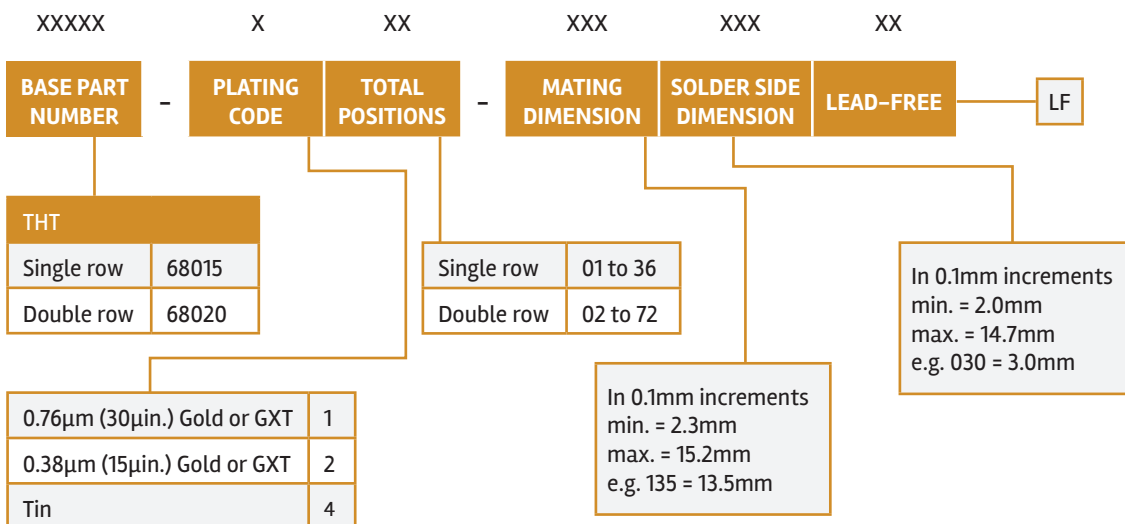 XXXXX X XX XXX XXX XX
BASE PART NUMBER - PLATING CODE TOTAL POSITIONS - MATING DIMENSION SOLDER SIDE DIMENSION LEAD-FREE LF
THT
Single row 68015
Double row 68020
Single row 01 to 36
Double row 02 to 72
In 0.1mm increments
min. = 2.0mm
max. = 14.7mm
e.g. 030 = 3.0mm
0.76µm (30µin.) Gold or GXT 1
0.38µm (15µin.) Gold or GXT 2
Tin 4
In 0.1mm increments
min. = 2.3mm
max. = 15.2mm
e.g. 135 = 13.5mm